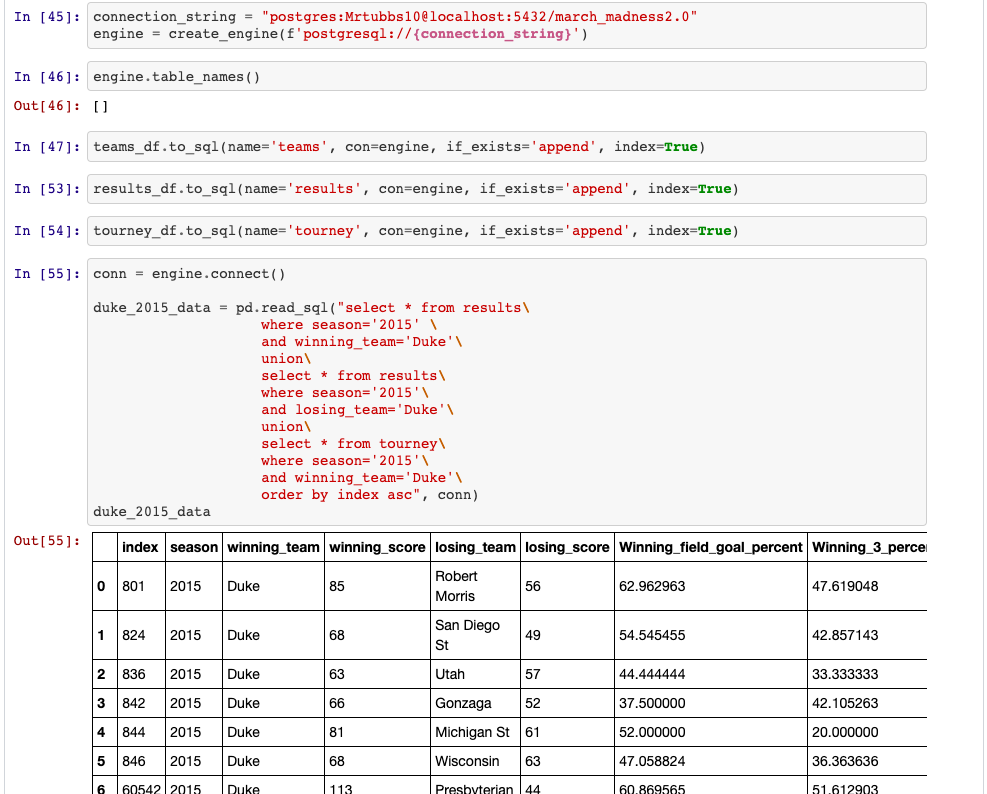 In [45]: connection_string = "postgres:Mrtubbs10@localhost:5432/march_madness2.0"
engine = create_engine(f'postgresql://{connection_string}')
In [46]: engine.table_names()
Out[46]: []
In [47]: teams_df.to_sql(name='teams', con=engine, if_exists='append', index=True)
In [53]: results_df.to_sql(name='results', con=engine, if_exists='append', index=True)
In [54]: tourney_df.to_sql(name='tourney', con=engine, if_exists='append', index=True)
In [55]: conn = engine.connect()
duke_2015_data = pd.read_sql("select * from results\
where season='2015' \
and winning_team='Duke'\
union\
select * from results\
where season='2015'\
and losing_team='Duke'\
union\
select * from tourney\
where season='2015'\
and winning_team='Duke'\
order by index asc", conn)
duke_2015_data
Out[55]:
index season winning_team winning_score losing_team losing_score Winning_field_goal_percent Winning_3_perce
0 801 2015 Duke 85 Robert Morris 56 62.962963 47.619048
1 824 2015 Duke 68 San Diego St 49 54.545455 42.857143
2 836 2015 Duke 63 Utah 57 44.444444 33.333333
3 842 2015 Duke 66 Gonzaga 52 37.500000 42.105263
4 844 2015 Duke 81 Michigan St 61 52.000000 20.000000
5 846 2015 Duke 68 Wisconsin 63 47.058824 36.363636
6 60542 2015 Duke 113 Presbyterian 44 60.869565 51.612903